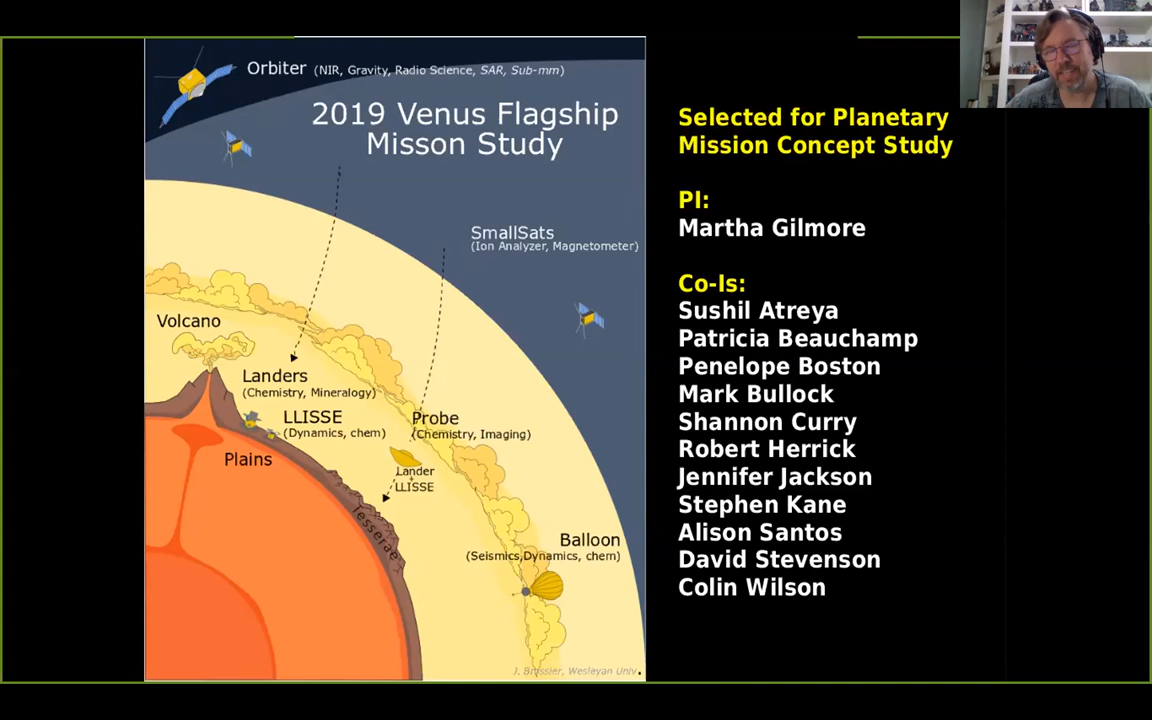 Orbiter (NIR, Gravity, Radio Science, SAR, Sub-mm)
2019 Venus Flagship
Misson Study
SmallSats
(Ion Analyzer, Magnetometer)
Volcano
Landers
(Chemistry, Mineralogy)
LLISSE
(Dynamics, chem)
Plains
Probe
(Chemistry, Imaging)
Lander
+
LLISSE
Tesserae
Balloon
(Seismics,Dynamics, chem)
J. Brossier, Wesleyan Univ.
Selected for Planetary
Mission Concept Study
PI:
Martha Gilmore
Co-Is:
Sushil Atreya
Patricia Beauchamp
Penelope Boston
Mark Bullock
Shannon Curry
Robert Herrick
Jennifer Jackson
Stephen Kane
Alison Santos
David Stevenson
Colin Wilson